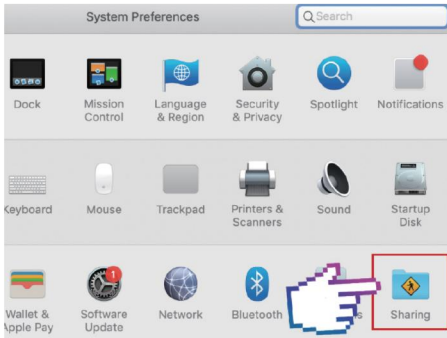 System Preferences
Search
Dock
Mission
Control
Language
& Region
Security
& Privacy
Spotlight
Notifications
Keyboard
Mouse
Trackpad
Printers &
Scanners
Sound
Startup
Disk
1
Wallet &
Apple Pay
Software
Update
Network
Bluetooth
Sharing